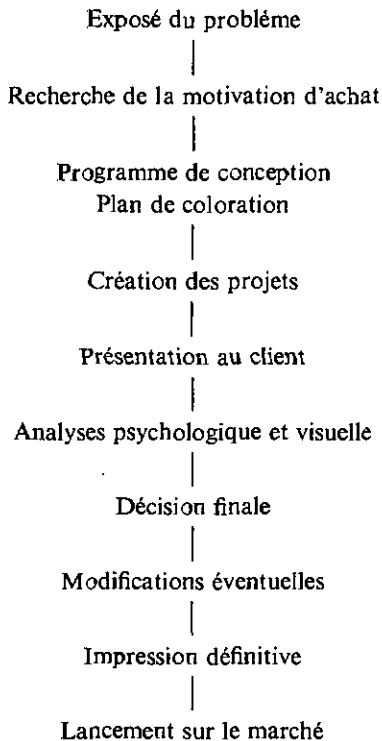 Exposé du problème
Recherche de la motivation d'achat
Programme de conception
Plan de coloration
Création des projets
Présentation au client
Analyses psychologique et visuelle
Décision finale
Modifications éventuelles
Impression définitive
Lancement sur le marché